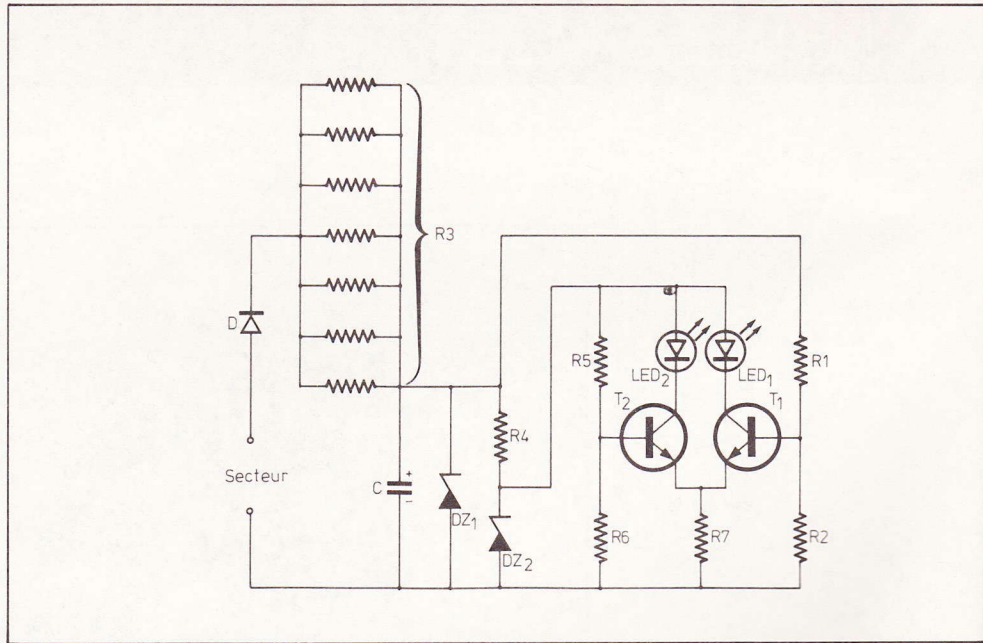 R3
D
R5
LED2
LED1
R1
T2
T1
R4
Secteur
C
+
-
DZ1
DZ2
R6
R7
R2